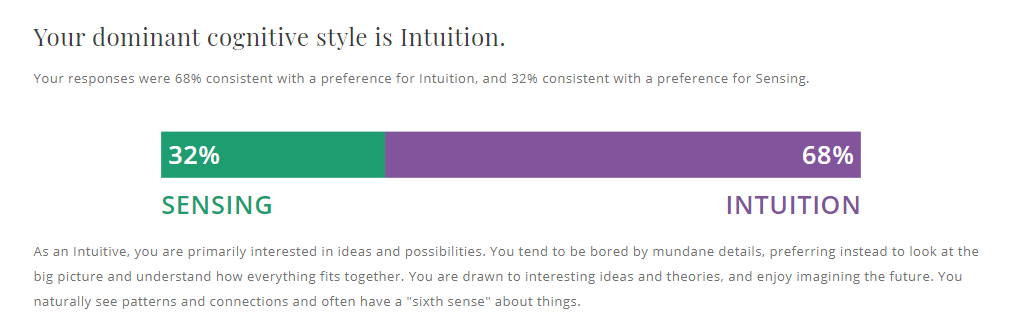 Your dominant cognitive style is Intuition.
Your responses were 68% consistent with a preference for Intuition, and 32% consistent with a preference for Sensing.
32% 68%
SENSING INTUITION
As an Intuitive, you are primarily interested in ideas and possibilities. You tend to be bored by mundane details, preferring instead to look at the
big picture and understand how everything fits together. You are drawn to interesting ideas and theories, and enjoy imagining the future. You
naturally see patterns and connections and often have a "sixth sense" about things.